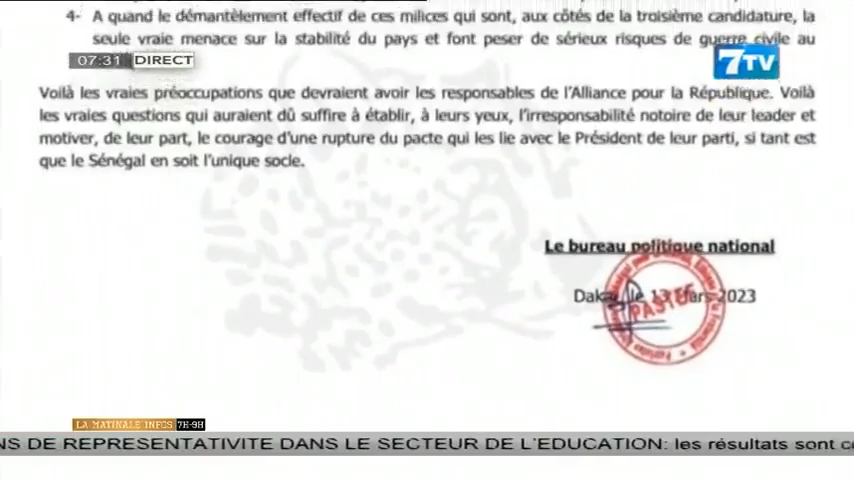 4- A quand le démantèlement effectif de ces milices qui sont, aux côtés de la troisième candidature, la
seule vraie menace sur la stabilité du pays et font peser de sérieux risques de guerre civile au
07:31 DIRECT
7TV
Voilà les vraies préoccupations que devraient avoir les responsables de l'Alliance pour la République. Voilà
les vraies questions qui auraient dû suffire à établir, à leurs yeux, l'irresponsabilité notoire de leur leader et
motiver, de leur part, le courage d'une rupture du pacte qui les lie avec le Président de leur parti, si tant est
que le Sénégal en soit l'unique socle.
Le bureau politique national
Dakar, le 13 Mars 2023
PASTEF
LA MATINALE INFOS 7H-9H
NS DE REPRESENTATIVITE DANS LE SECTEUR DE L'EDUCATION: les résultats sont c